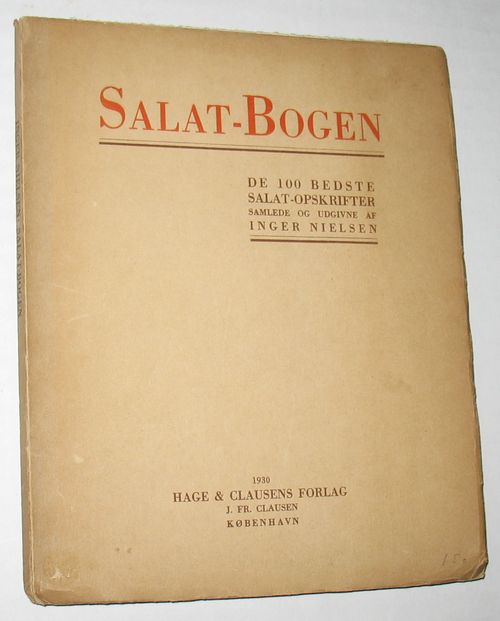 SALAT-BOGEN
DE 100 BEDSTE
SALAT-OPSKRIFTER
SAMLEDE OG UDGIVNE AF
INGER NIELSEN
1930
HAGE & CLAUSENS FORLAG
J. FR. CLAUSEN
KØBENHAVN